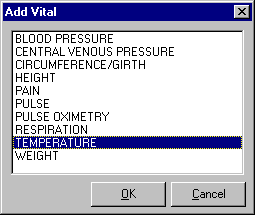 Add Vital
BLOOD PRESSURE
CENTRAL VENOUS PRESSURE
CIRCUMFERENCE/GIRTH
HEIGHT
PAIN
PULSE
PULSE OXIMETRY
RESPIRATION
TEMPERATURE
WEIGHT
OK Cancel